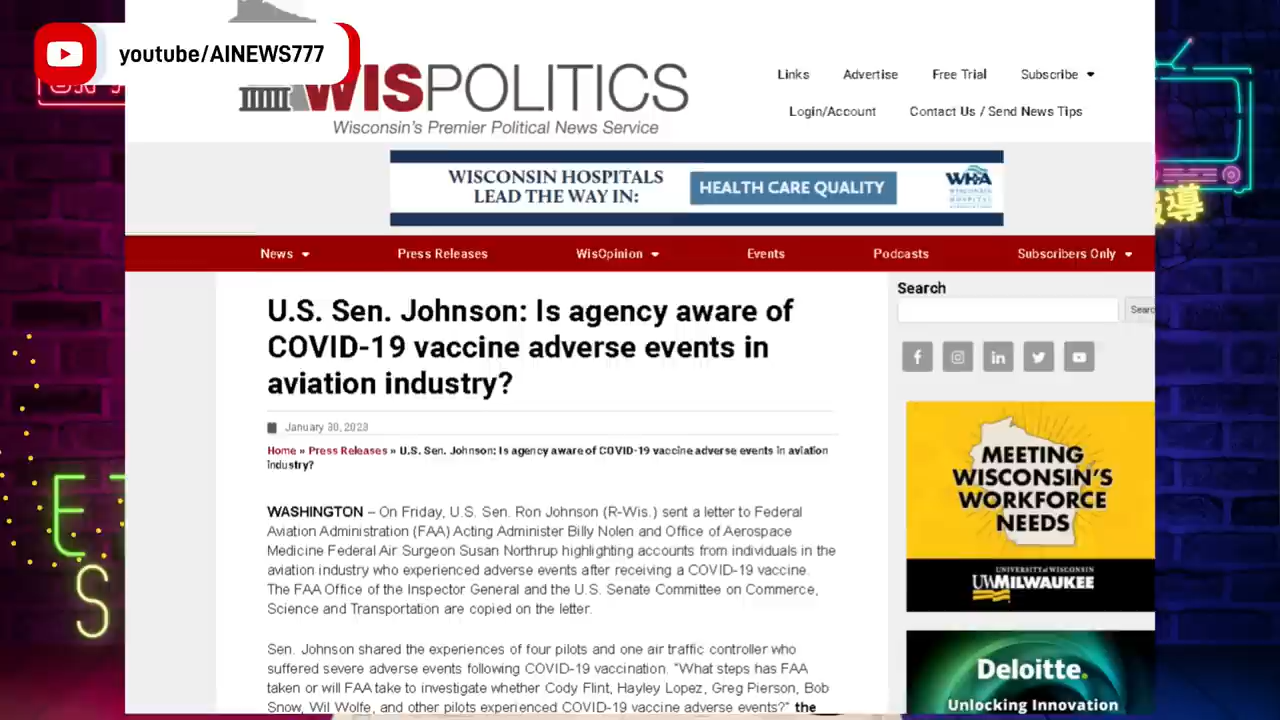 youtube/AINEWS777
WISPOLITICS
Wisconsin's Premier Political News Service
Links Advertise Free Trial Subscribe
Login/Account Contact Us / Send News Tips
WISCONSIN HOSPITALS
LEAD THE WAY IN:
HEALTH CARE QUALITY
WHA
WISCONSIN
HOSPITAL
News Press Releases WisOpinion Events Podcasts Subscribers Only
U.S. Sen. Johnson: Is agency aware of
COVID-19 vaccine adverse events in
aviation industry?
January 30, 2023
Home » Press Releases » U.S. Sen. Johnson: Is agency aware of COVID-19 vaccine adverse events in aviation
industry?
WASHINGTON – On Friday, U.S. Sen. Ron Johnson (R-Wis.) sent a letter to Federal
Aviation Administration (FAA) Acting Administer Billy Nolen and Office of Aerospace
Medicine Federal Air Surgeon Susan Northrup highlighting accounts from individuals in the
aviation industry who experienced adverse events after receiving a COVID-19 vaccine.
The FAA Office of the Inspector General and the U.S. Senate Committee on Commerce,
Science and Transportation are copied on the letter.
Sen. Johnson shared the experiences of four pilots and one air traffic controller who
suffered severe adverse events following COVID-19 vaccination. "What steps has FAA
taken or will FAA take to investigate whether Cody Flint, Hayley Lopez, Greg Pierson, Bob
Snow, Wil Wolfe, and other pilots experienced COVID-19 vaccine adverse events?" the
Search
Searc
MEETING
WISCONSIN'S
WORKFORCE
NEEDS
UNIVERSITY of WISCONSIN
UWMILWAUKEE
Deloitte.
Unlocking Innovation
導
E
S